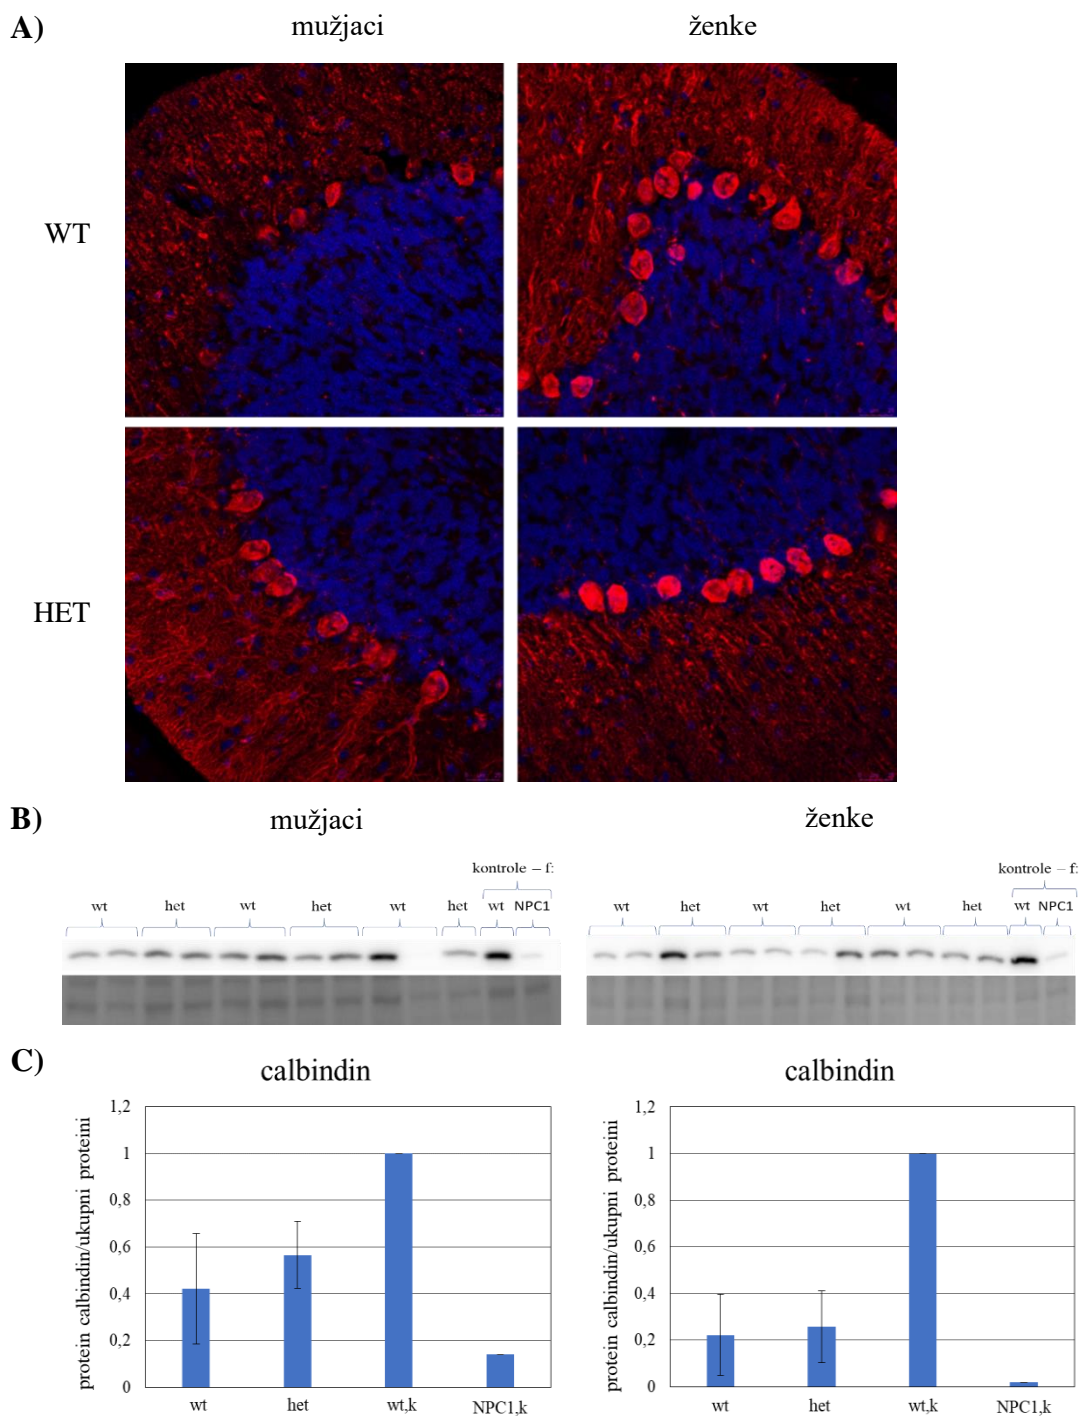 A)
mužjaci
ženke
WT
HET
B)
mužjaci
ženke
kontrole – f:
wt
het
wt
het
wt
het
wt
NPC1
kontrole – f:
wt
het
wt
het
wt
het
wt
NPC1
C)
calbindin
protein calbindin/ukupni proteini
1,2
1
0,8
0,6
0,4
0,2
0
wt
het
wt,k
NPC1,k
calbindin
protein calbindin/ukupni proteini
1,2
1
0,8
0,6
0,4
0,2
0
wt
het
wt,k
NPC1,k